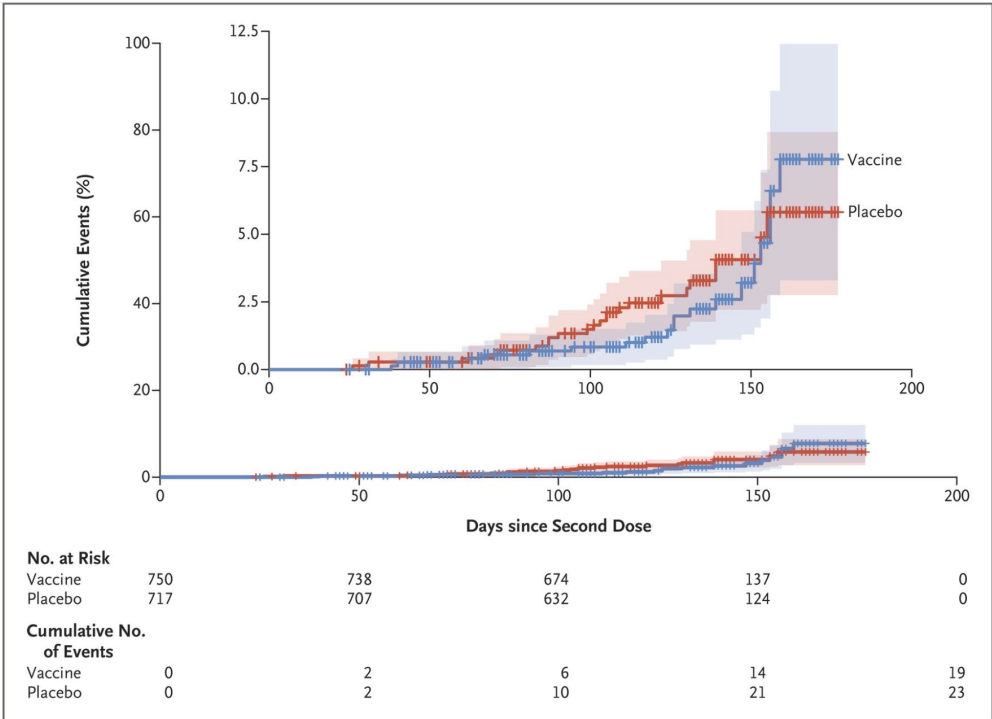 12.5
100
10.0
80
7.5
Vaccine
60
Placebo
5.0
Cumulative Events (%)
40
2.5
0.0
0 50 100 150 200
20
0
0 50 100 150 200
Days since Second Dose
No. at Risk
Vaccine 750 738 674 137 0
Placebo 717 707 632 124 0
Cumulative No.
of Events
Vaccine 0 2 6 14 19
Placebo 0 2 10 21 23